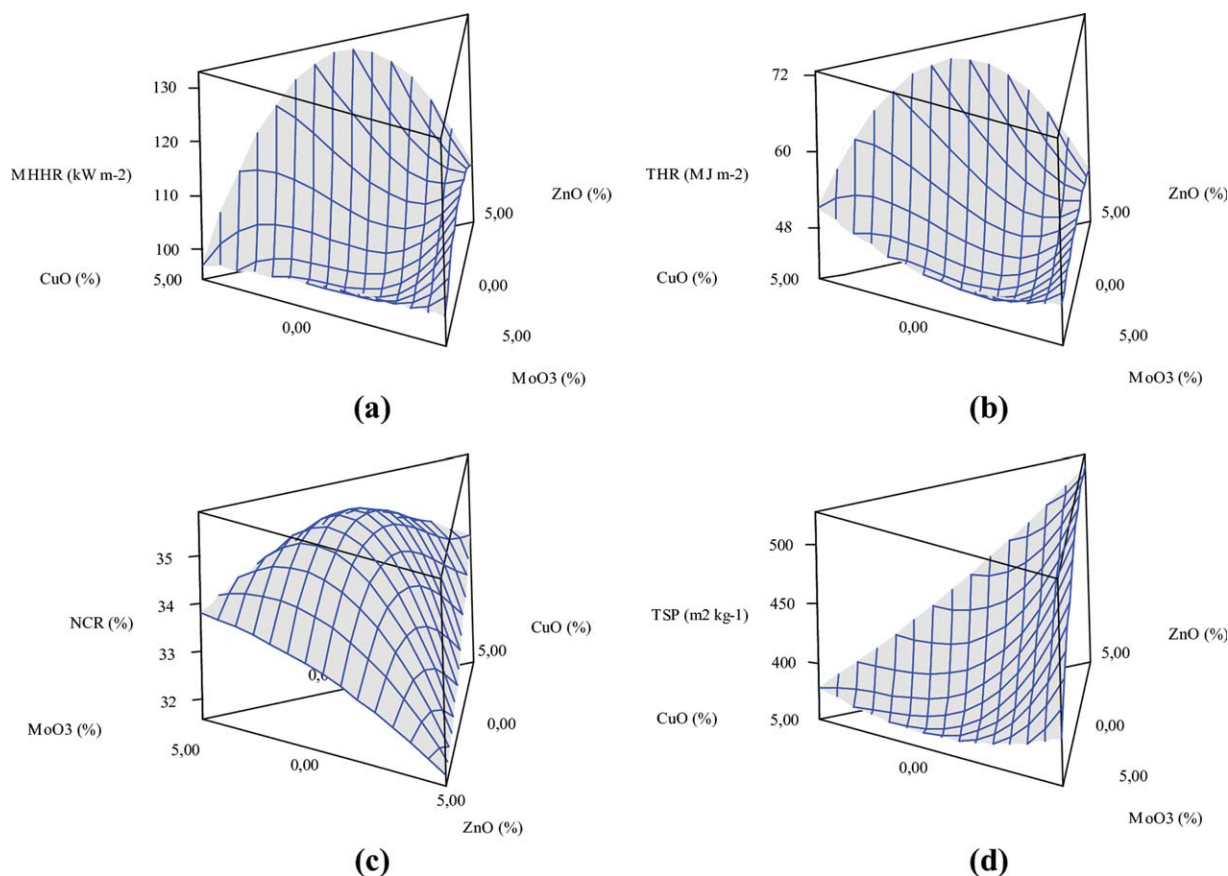 130
120
MHHR (kW m-2)
110
100
CuO (%)
5,00
0,00
ZnO (%)
5,00
0,00
5,00
MoO3 (%)
(a)
72
60
THR (MJ m-2)
48
CuO (%)
5,00
0,00
ZnO (%)
5,00
0,00
5,00
MoO3 (%)
(b)
35
34
NCR (%)
33
32
MoO3 (%)
5,00
0,00
0,0
CuO (%)
5,00
0,00
5,00
ZnO (%)
(c)
500
450
TSP (m2 kg-1)
400
CuO (%)
5,00
0,00
ZnO (%)
5,00
0,00
5,00
MoO3 (%)
(d)